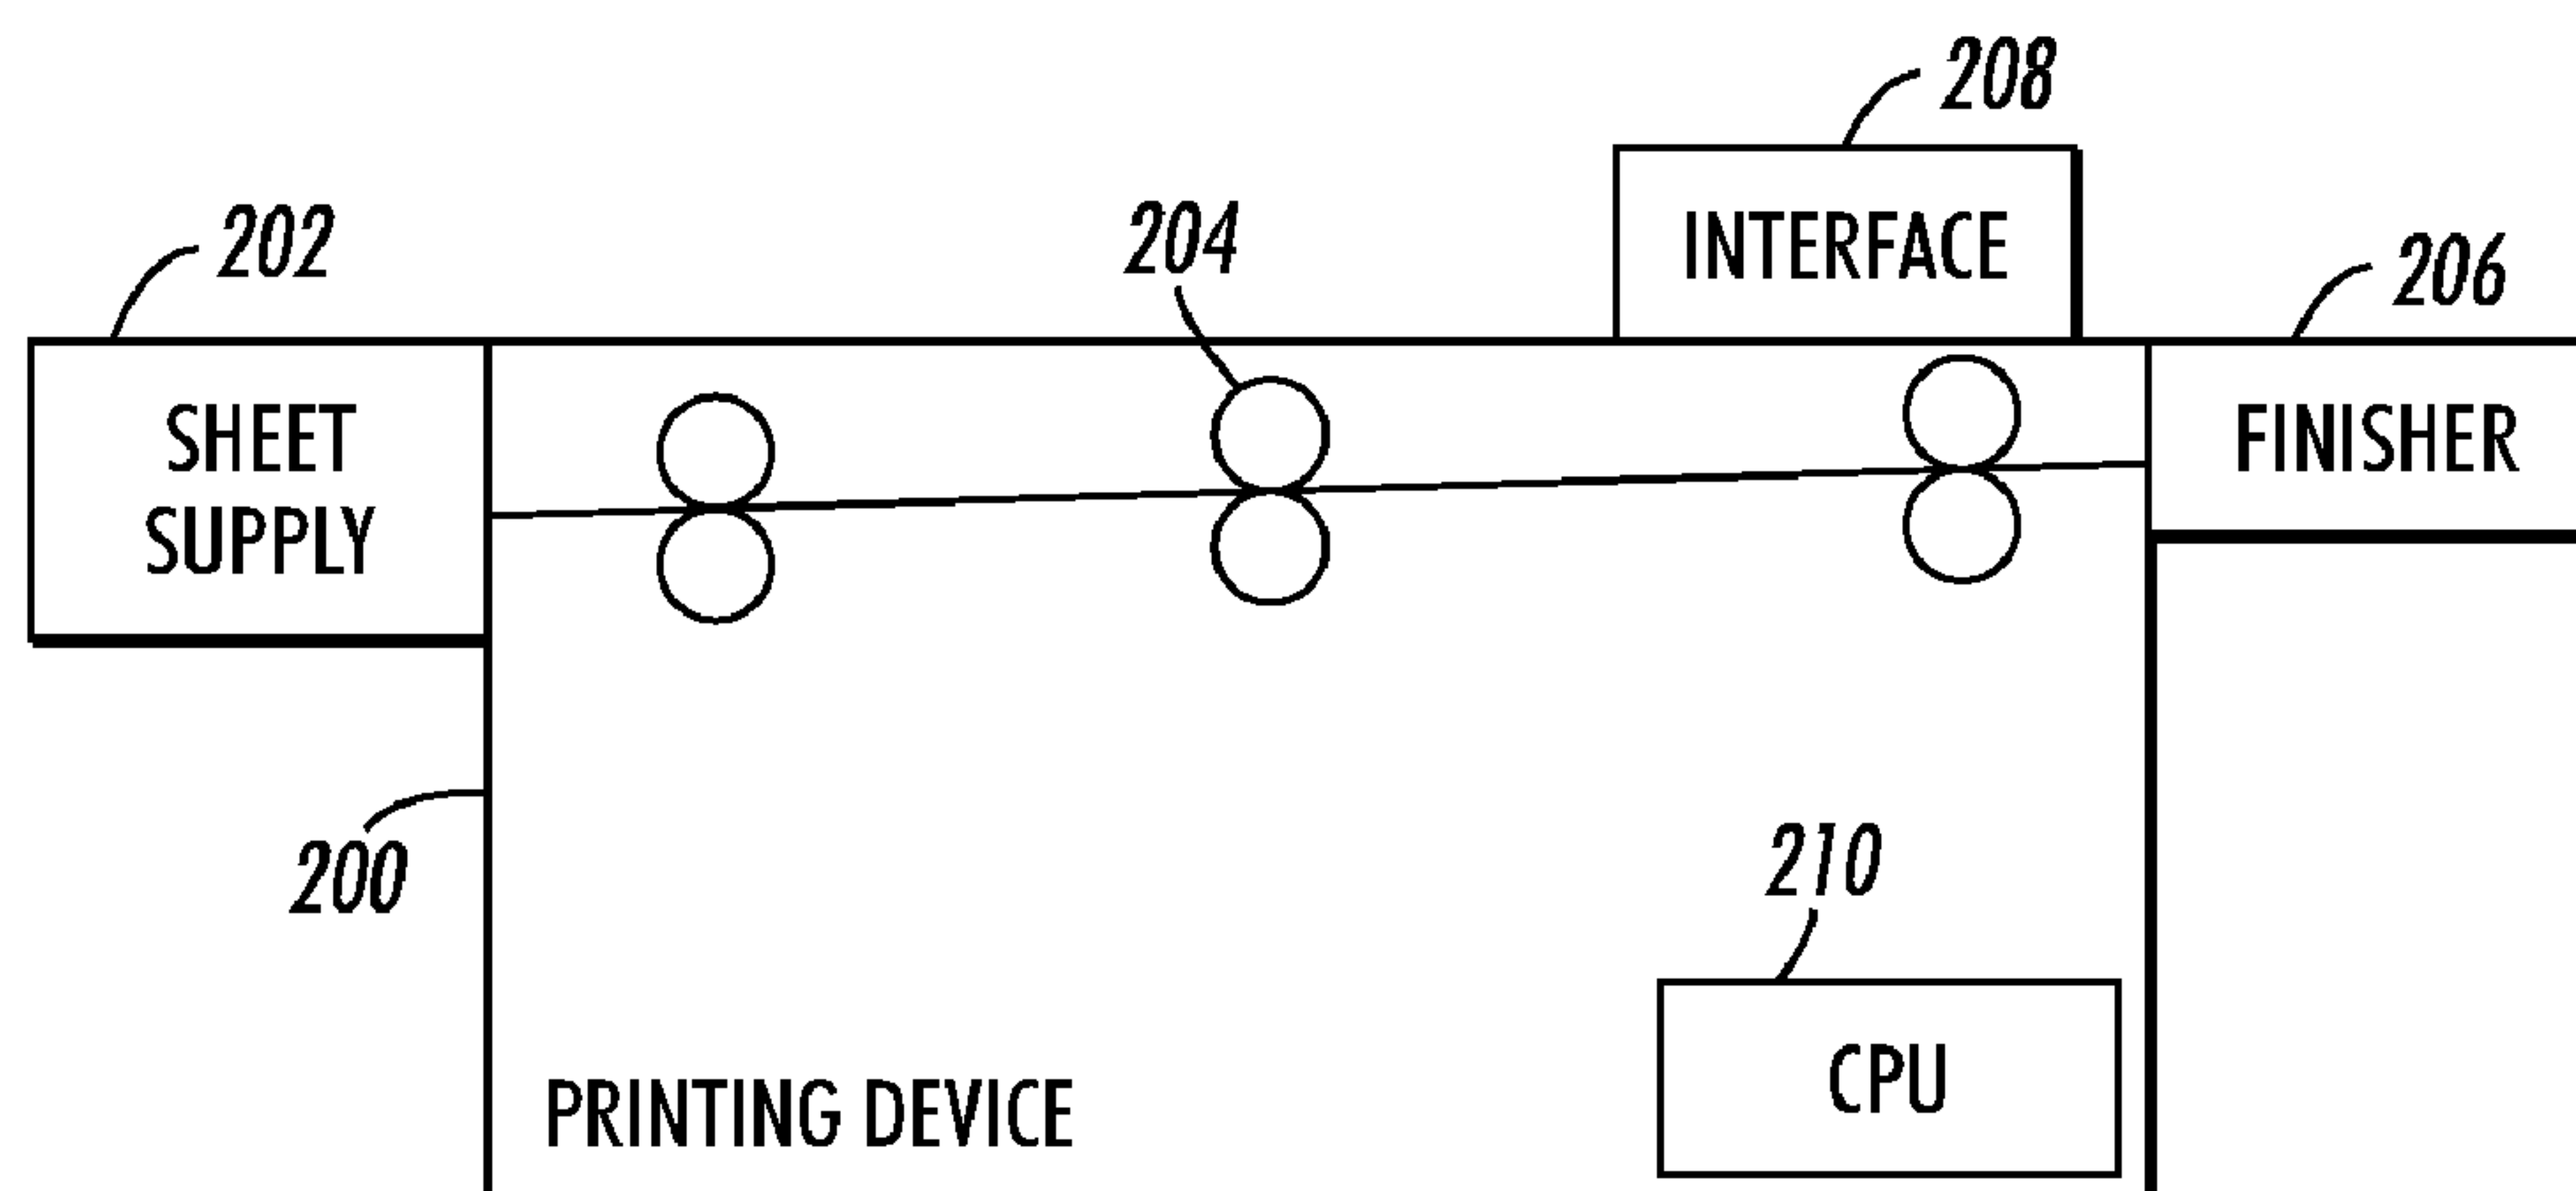 208
INTERFACE
202
204
206
SHEET
SUPPLY
FINISHER
200
210
CPU
PRINTING DEVICE